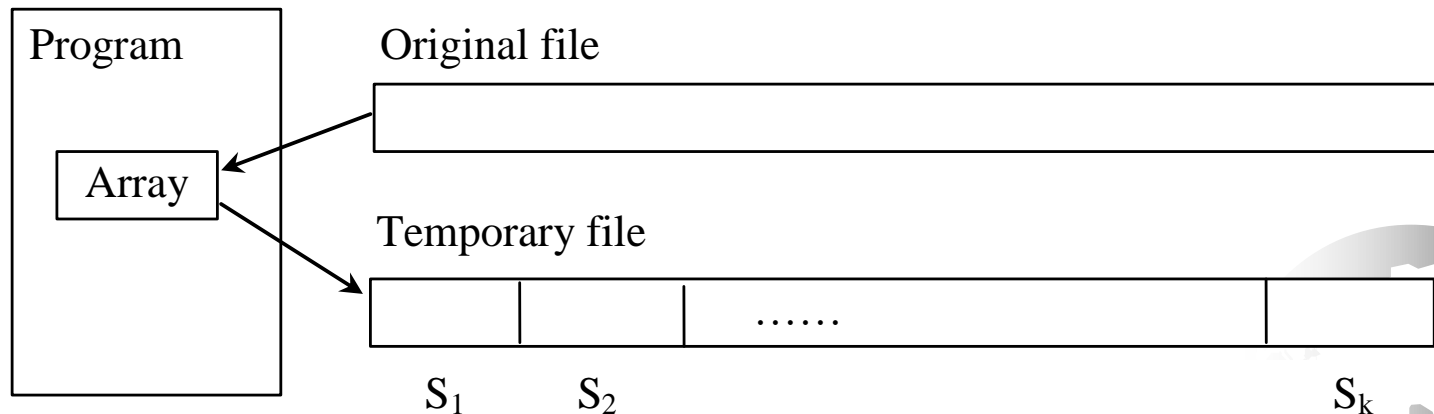 Program
Original file
Array
Temporary file
……
S₁ S₂ Sₖ